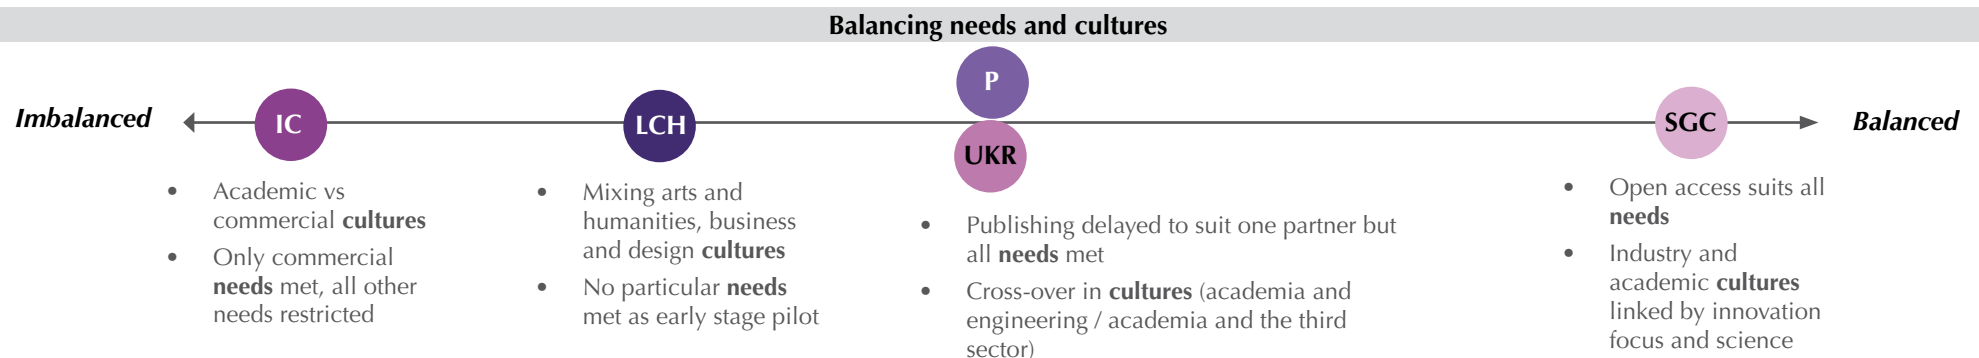 Balancing needs and cultures
Imbalanced
IC
LCH
P
UKR
SGC
Balanced
• Academic vs
commercial cultures
• Only commercial
needs met, all other
needs restricted
• Mixing arts and
humanities, business
and design cultures
• No particular needs
met as early stage pilot
• Publishing delayed to suit one partner but
all needs met
• Cross-over in cultures (academia and
engineering / academia and the third
sector)
• Open access suits all
needs
• Industry and
academic cultures
linked by innovation
focus and science